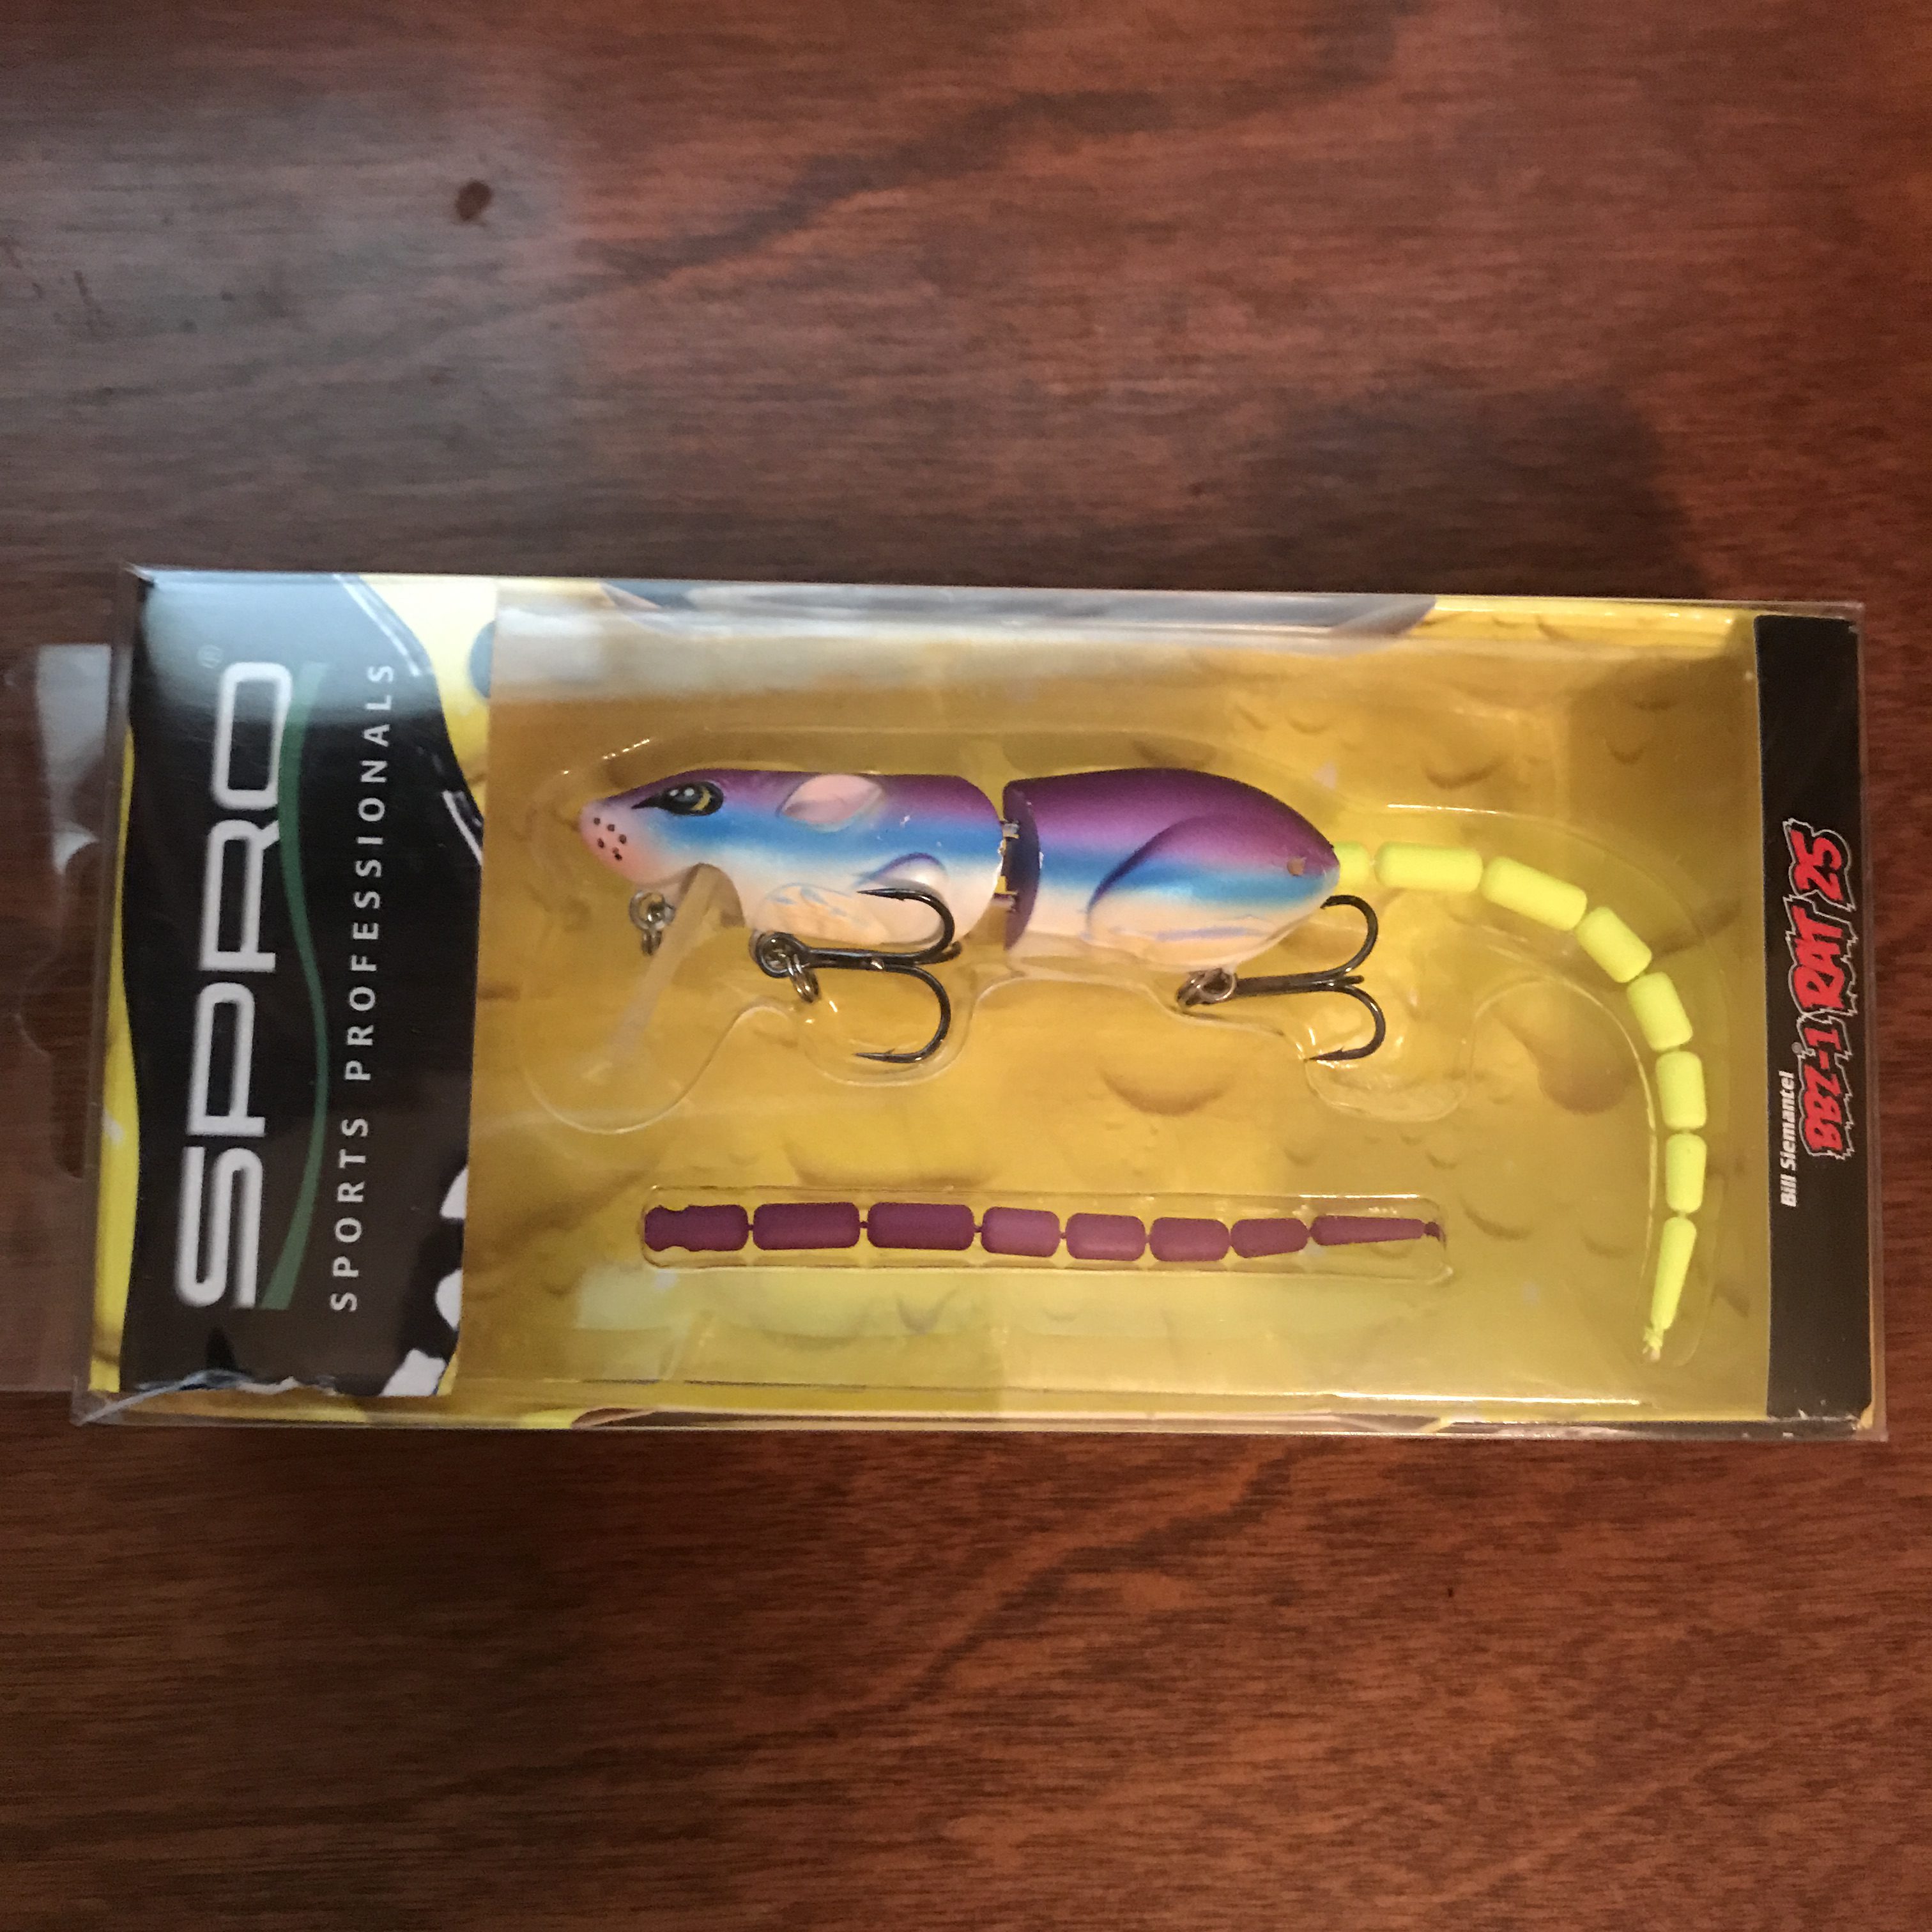 SPRO®
SPORTS PROFESSIONALS
Bill Siemantel
BBZ-1® RAT 25